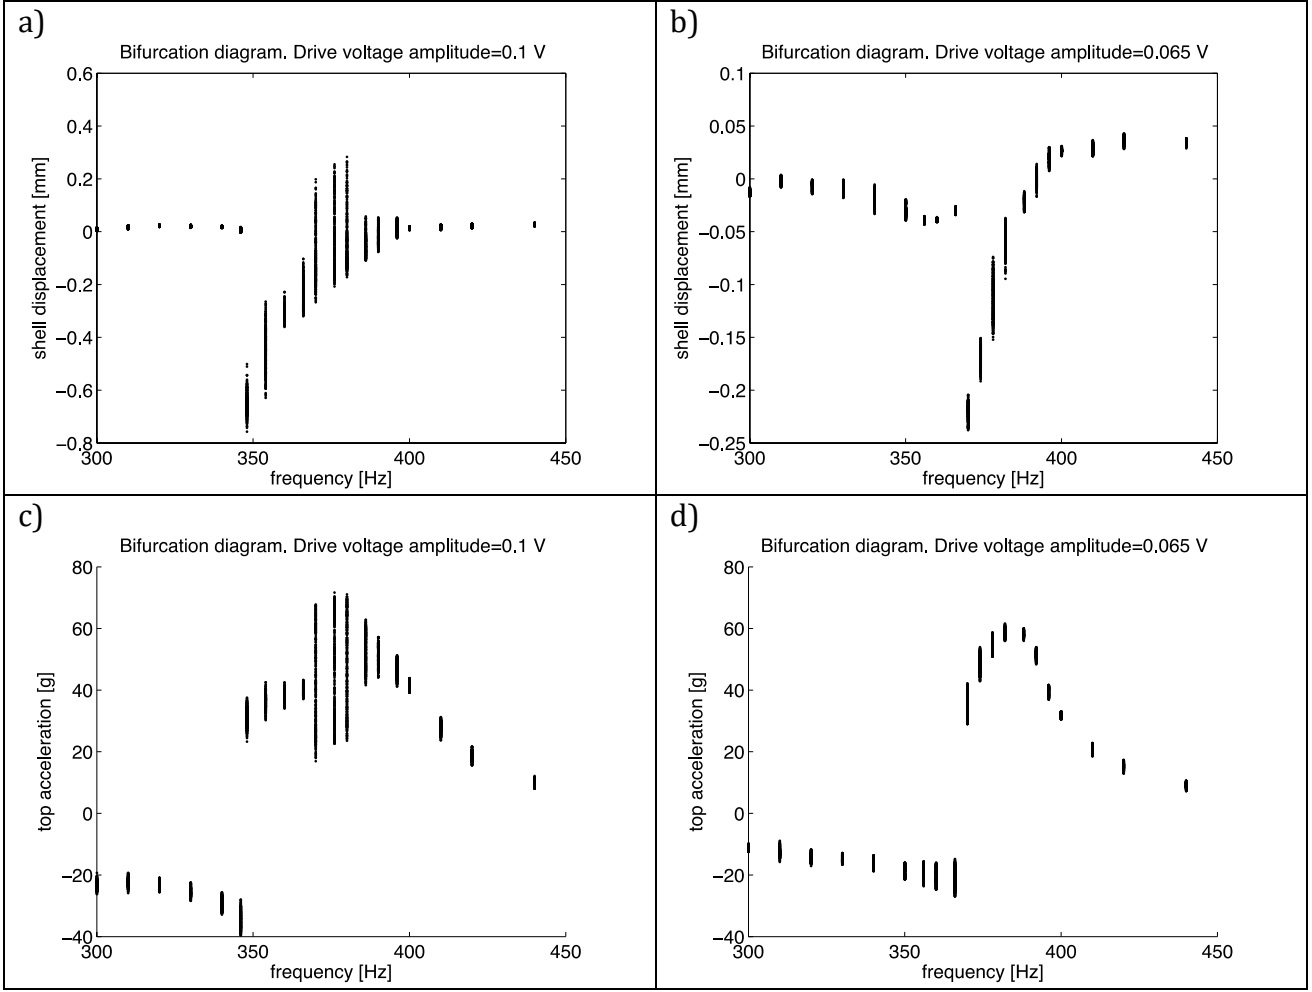 a)
Bifurcation diagram. Drive voltage amplitude=0.1 V
0.6
0.4
0.2
0
−0.2
−0.4
−0.6
−0.8
shell displacement [mm]
300 350 400 450
frequency [Hz]
b)
Bifurcation diagram. Drive voltage amplitude=0.065 V
0.1
0.05
0
−0.05
−0.1
−0.15
−0.2
−0.25
shell displacement [mm]
300 350 400 450
frequency [Hz]
c)
Bifurcation diagram. Drive voltage amplitude=0.1 V
80
60
40
20
0
−20
−40
top acceleration [g]
300 350 400 450
frequency [Hz]
d)
Bifurcation diagram. Drive voltage amplitude=0.065 V
80
60
40
20
0
−20
−40
top acceleration [g]
300 350 400 450
frequency [Hz]